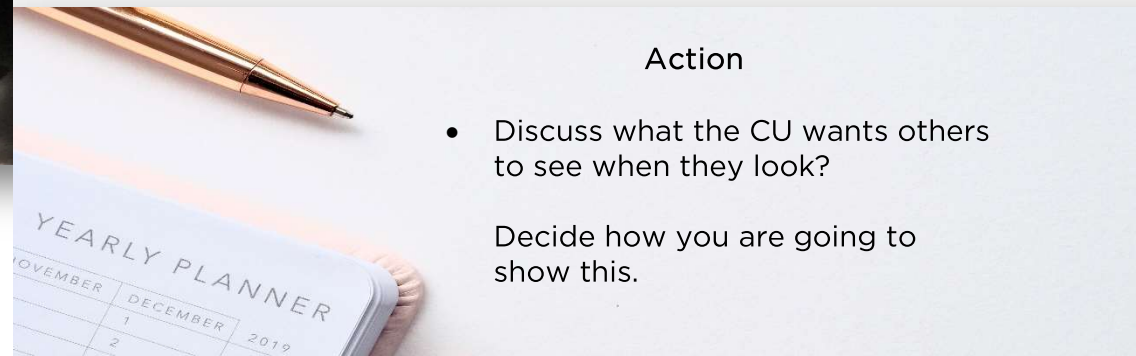 Action
• Discuss what the CU wants others
to see when they look?
Decide how you are going to
show this.
YEARLY PLANNER
NOVEMBER
DECEMBER
2019
1
2